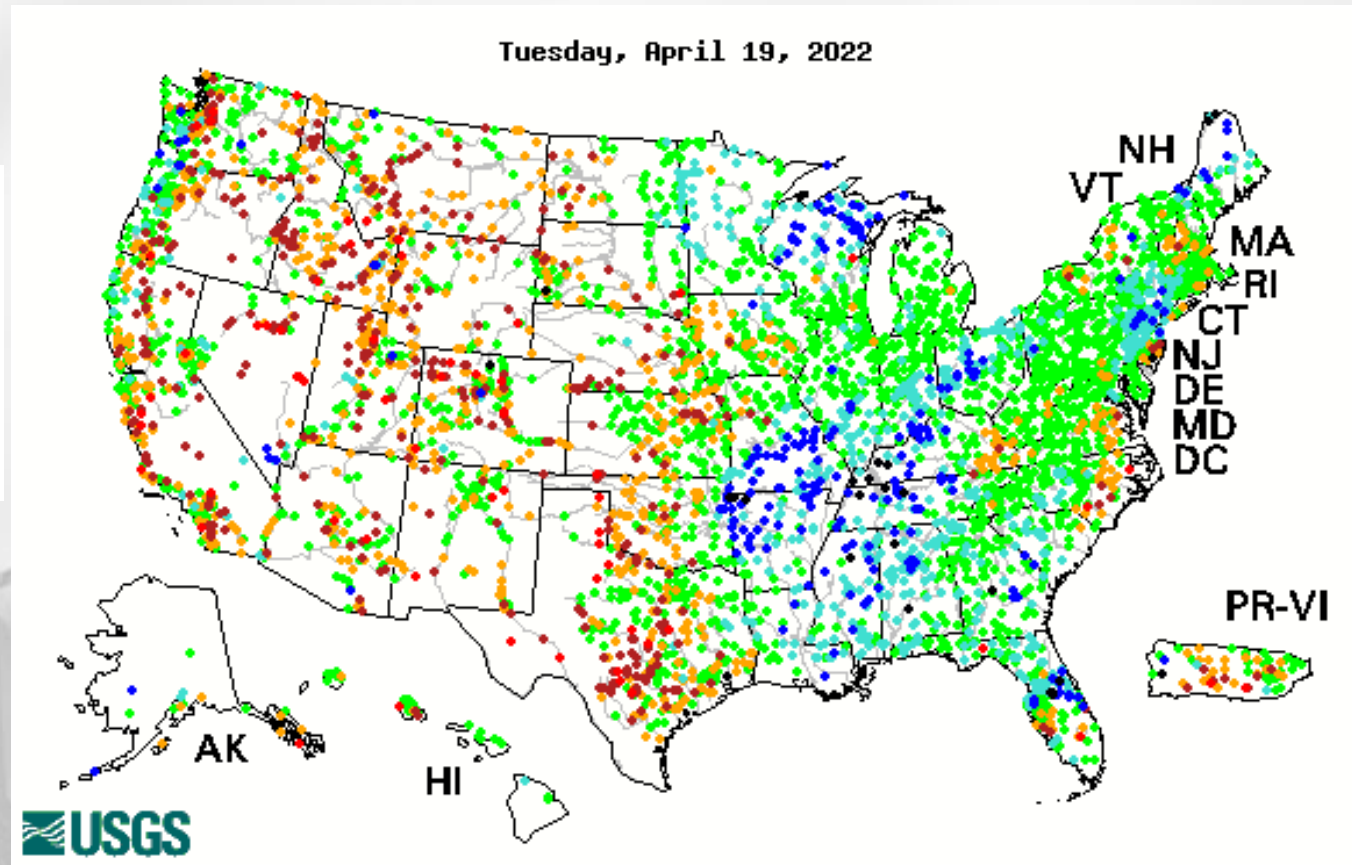 Tuesday, April 19, 2022
NH
VT
MA
RI
CT
NJ
DE
MD
DC
PR-VI
AK
HI
USGS